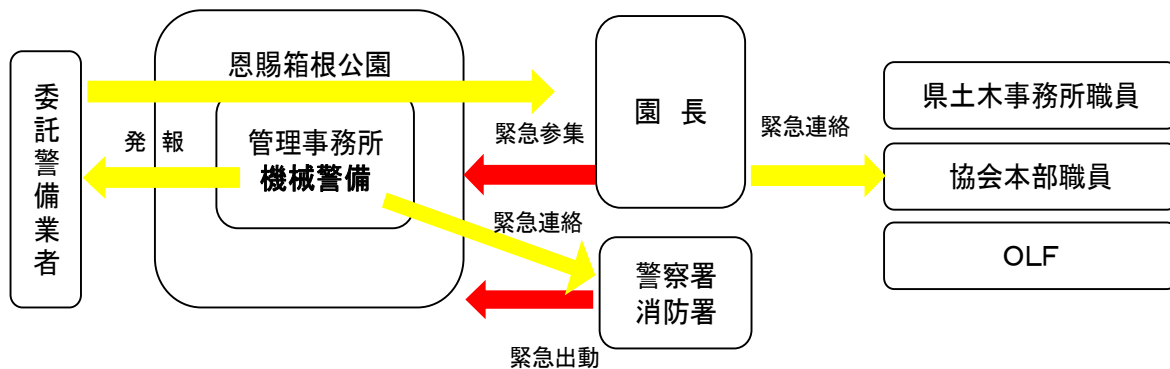 委託警備業者
恩賜箱根公園
発 報
管理事務所
機械警備
緊急参集
園 長
緊急連絡
緊急連絡
警察署
消防署
緊急出動
県土木事務所職員
協会本部職員
OLF